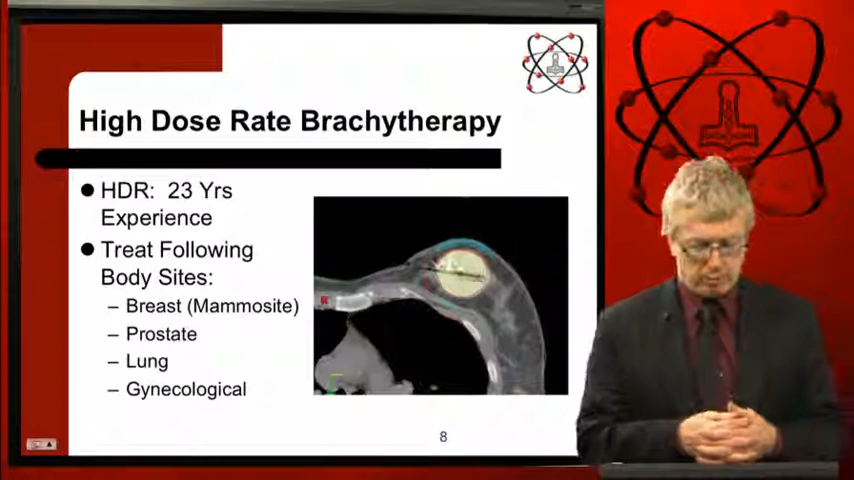 High Dose Rate Brachytherapy
● HDR: 23 Yrs
Experience
● Treat Following
Body Sites:
– Breast (Mammosite)
– Prostate
– Lung
– Gynecological
R
8